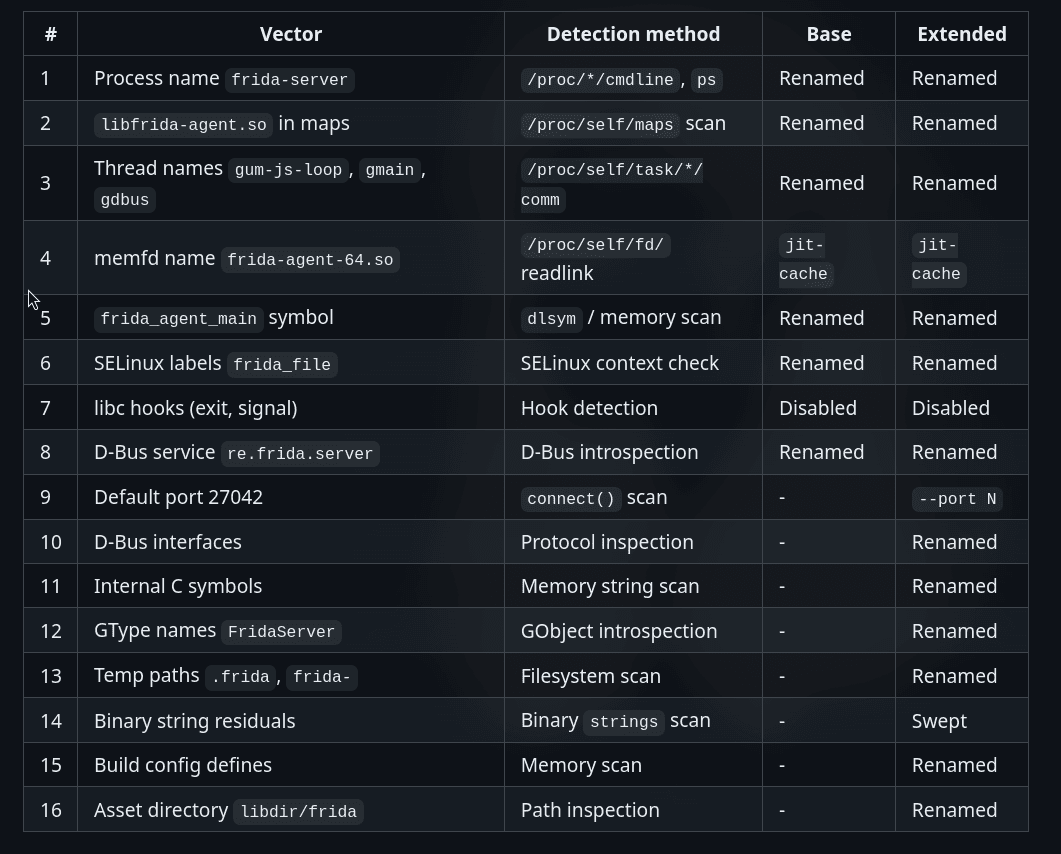 # Vector Detection method Base Extended
1 Process name frida-server /proc/*/cmdline, ps Renamed Renamed
2 libfrida-agent.so in maps /proc/self/maps scan Renamed Renamed
3 Thread names gum-js-loop, gmain, gdbus /proc/self/task/*/comm Renamed Renamed
4 memfd name frida-agent-64.so /proc/self/fd/ readlink jit-cache jit-cache
5 frida_agent_main symbol dlsym / memory scan Renamed Renamed
6 SELinux labels frida_file SELinux context check Renamed Renamed
7 libc hooks (exit, signal) Hook detection Disabled Disabled
8 D-Bus service re.frida.server D-Bus introspection Renamed Renamed
9 Default port 27042 connect() scan - --port N
10 D-Bus interfaces Protocol inspection - Renamed
11 Internal C symbols Memory string scan - Renamed
12 GType names FridaServer GObject introspection - Renamed
13 Temp paths .frida, frida- Filesystem scan - Renamed
14 Binary string residuals Binary strings scan - Swept
15 Build config defines Memory scan - Renamed
16 Asset directory libdir/frida Path inspection - Renamed